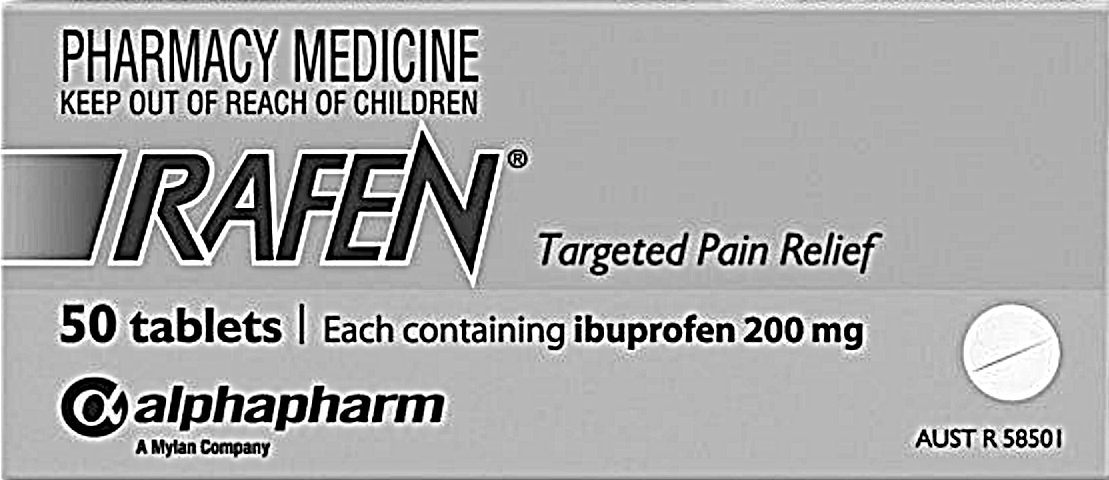 PHARMACY MEDICINE
KEEP OUT OF REACH OF CHILDREN
RAFEN®
Targeted Pain Relief
50 tablets | Each containing ibuprofen 200 mg
alphapharm
A Mylan Company
AUST R 58501